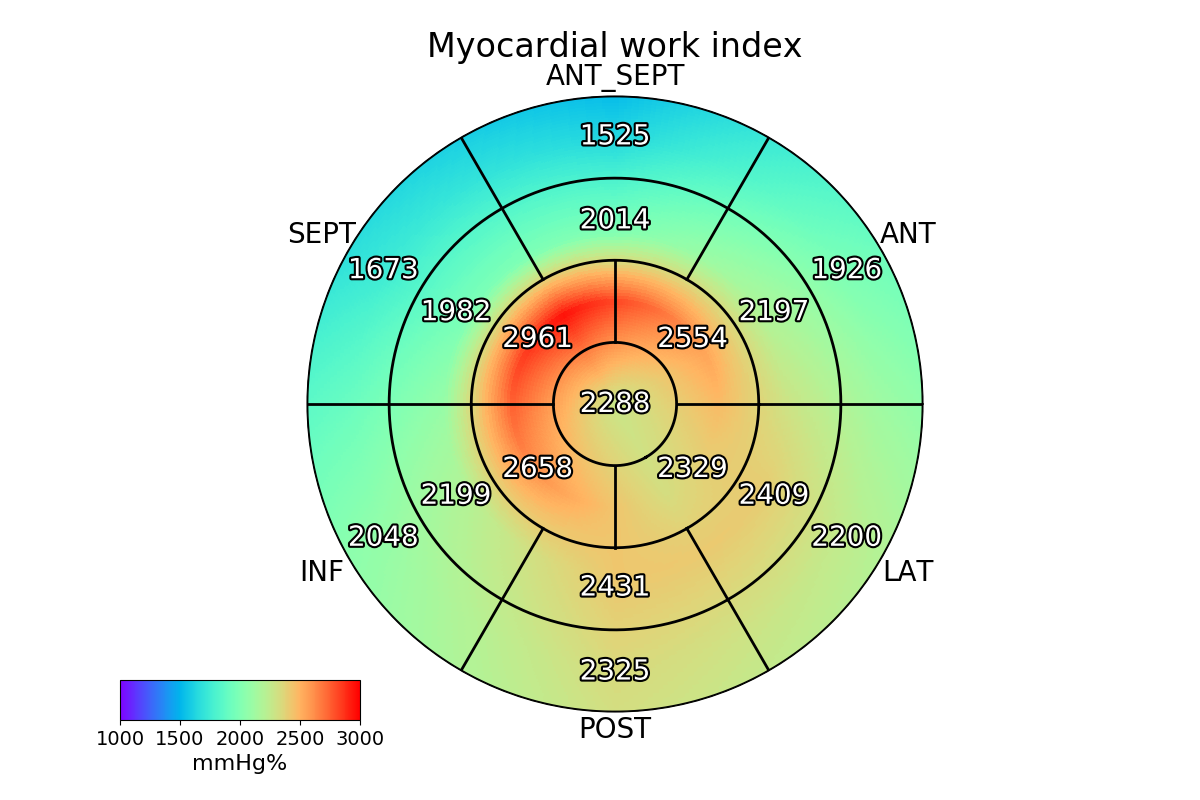 Myocardial work index
ANT_SEPT
1525
2014
SEPT
ANT
1673
1926
1982
2197
2961
2554
2288
2658
2329
2199
2409
2048
2200
INF
LAT
2431
2325
POST
1000 1500 2000 2500 3000
mmHg%